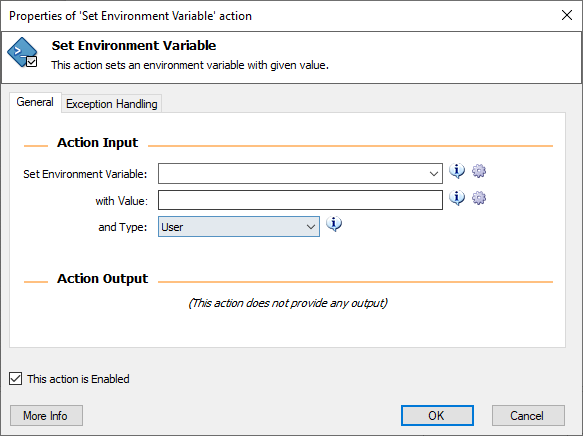 Properties of 'Set Environment Variable' action
Set Environment Variable
This action sets an environment variable with given value.
General Exception Handling
Action Input
Set Environment Variable:
with Value:
and Type: User
Action Output
(This action does not provide any output)
This action is Enabled
More Info OK Cancel